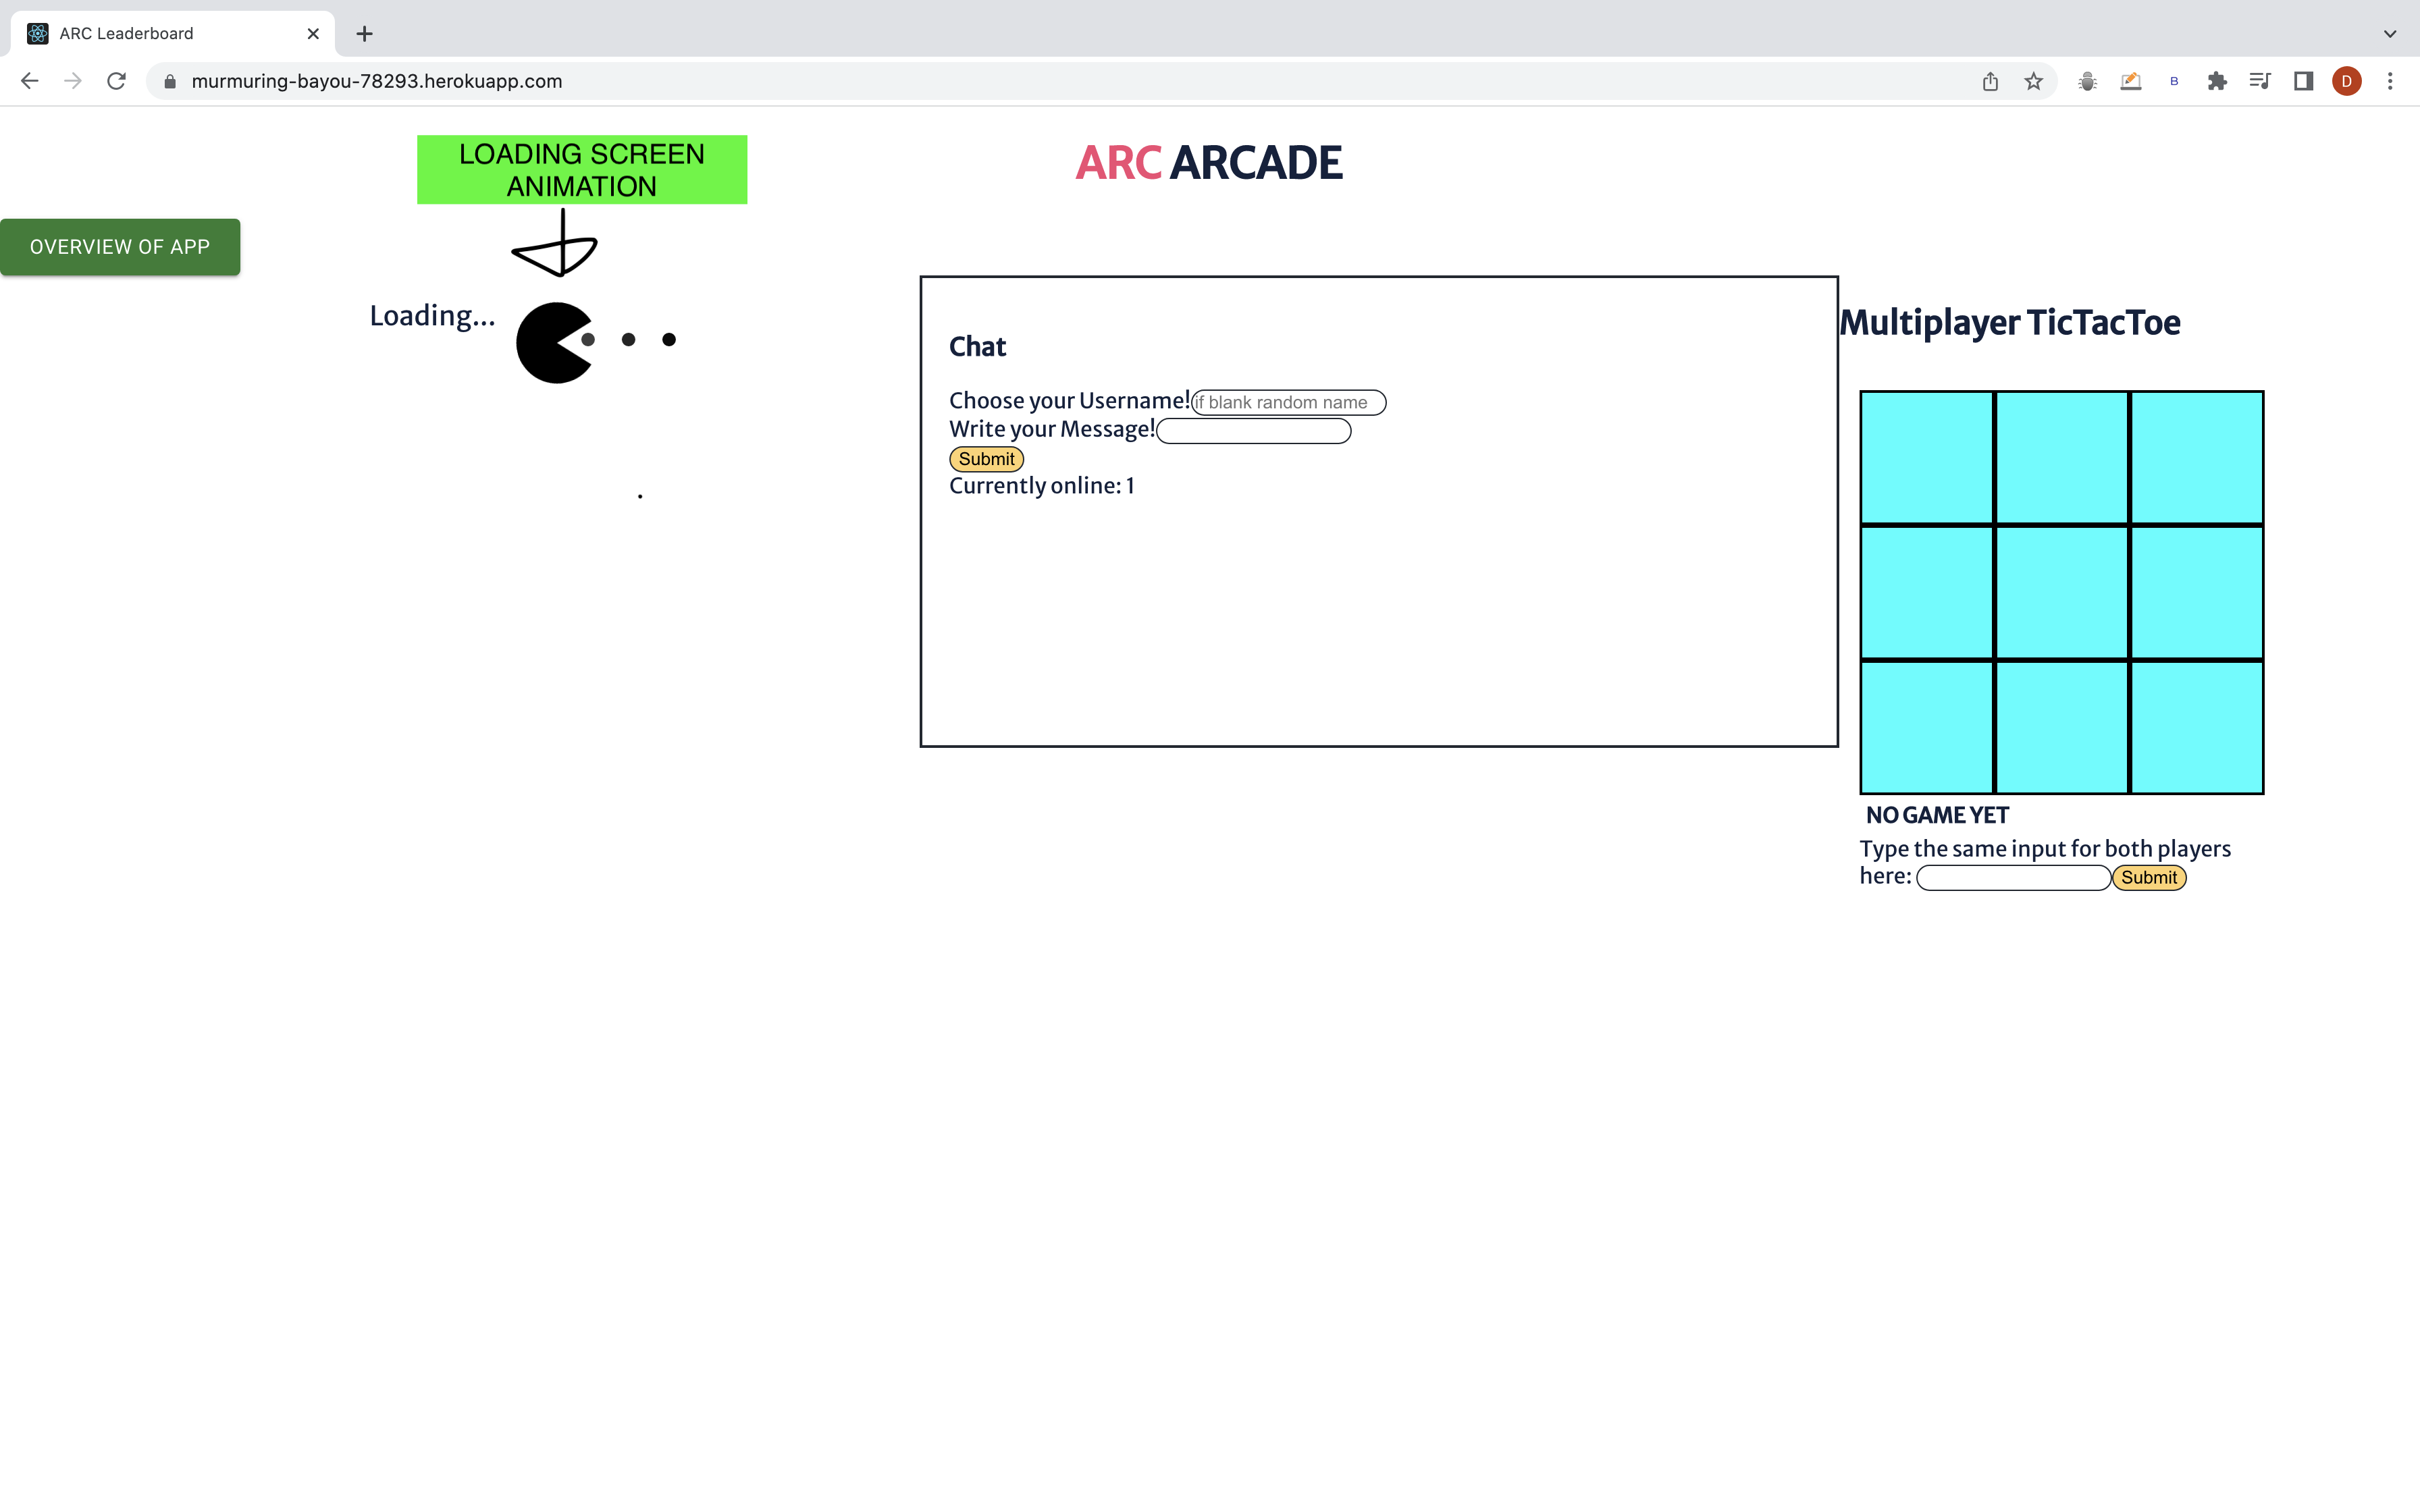 ARC Leaderboard
murmuring-bayou-78293.herokuapp.com
B
D
LOADING SCREEN
ANIMATION
ARC ARCADE
OVERVIEW OF APP
Loading...
Chat
Choose your Username! if blank random name
Write your Message!
Submit
Currently online: 1
Multiplayer TicTacToe
NO GAME YET
Type the same input for both players
here: Submit